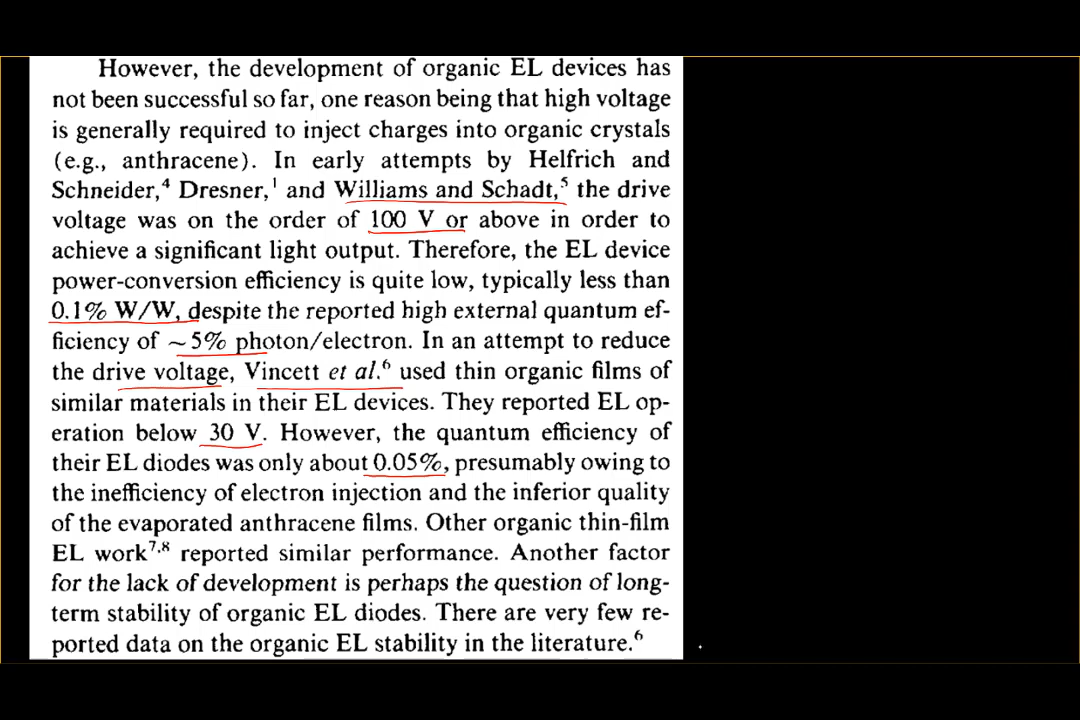 However, the development of organic EL devices has
not been successful so far, one reason being that high voltage
is generally required to inject charges into organic crystals
(e.g., anthracene). In early attempts by Helfrich and
Schneider,⁴ Dresner,¹ and Williams and Schadt,⁵ the drive
voltage was on the order of 100 V or above in order to
achieve a significant light output. Therefore, the EL device
power-conversion efficiency is quite low, typically less than
0.1% W/W, despite the reported high external quantum ef-
ficiency of ~5% photon/electron. In an attempt to reduce
the drive voltage, Vincett et al.⁶ used thin organic films of
similar materials in their EL devices. They reported EL op-
eration below 30 V. However, the quantum efficiency of
their EL diodes was only about 0.05%, presumably owing to
the inefficiency of electron injection and the inferior quality
of the evaporated anthracene films. Other organic thin-film
EL work⁷,⁸ reported similar performance. Another factor
for the lack of development is perhaps the question of long-
term stability of organic EL diodes. There are very few re-
ported data on the organic EL stability in the literature.⁶